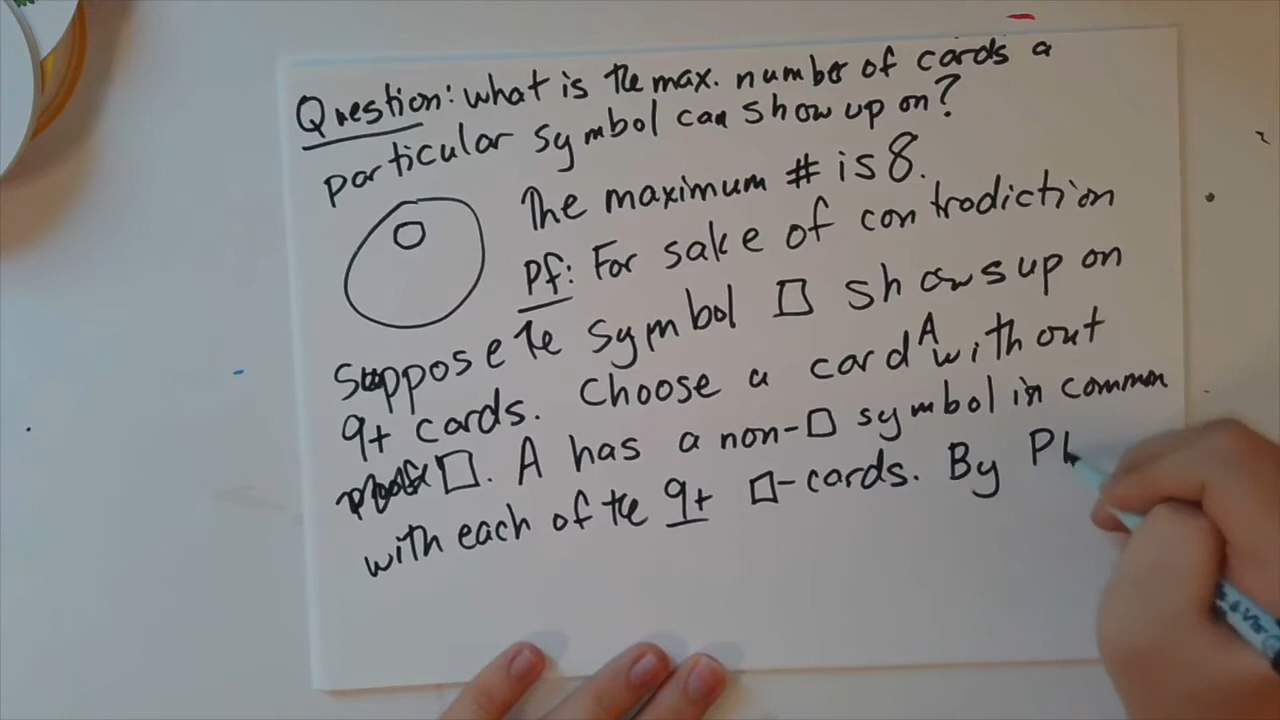 Question: what is the max. number of cards a
particular symbol can show up on?
The maximum # is 8.
Pf: For sake of contradiction
Suppose the symbol □ shows up on
9+ cards. Choose a card A without
□. A has a non-□ symbol in common
with each of the 9+ □-cards. By P